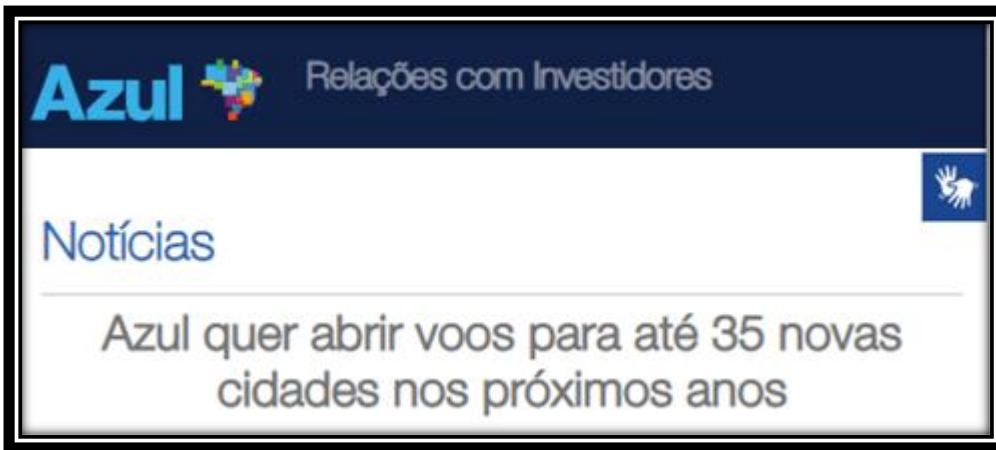 Azul
Relações com Investidores
Notícias
Azul quer abrir voos para até 35 novas
cidades nos próximos anos